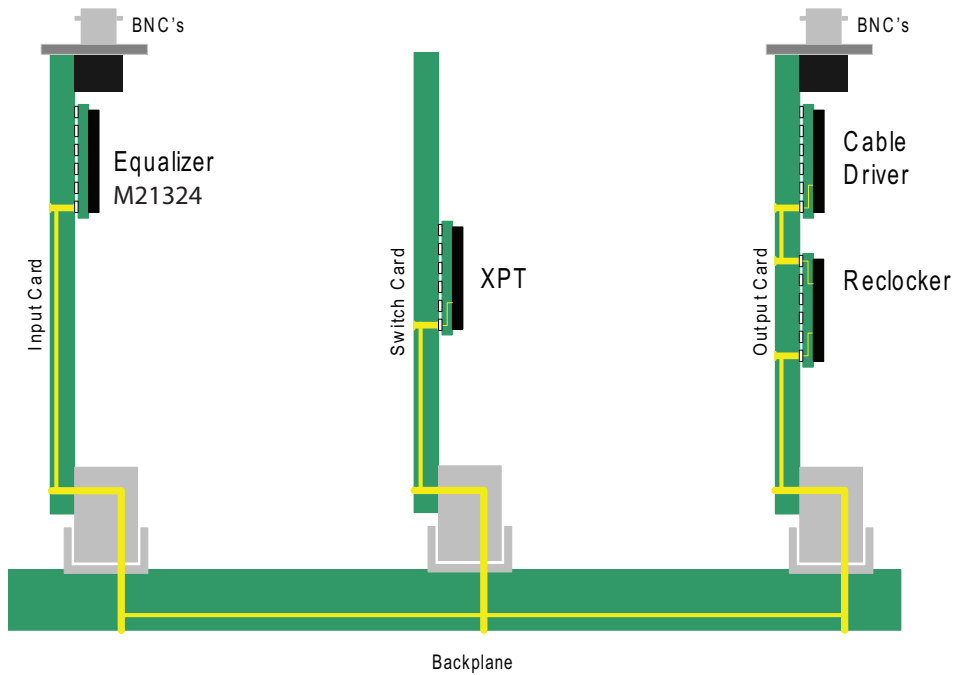 BNC's
BNC's
Equalizer
M21324
Cable
Driver
XPT
Reclocker
Input Card
Switch Card
Output Card
Backplane